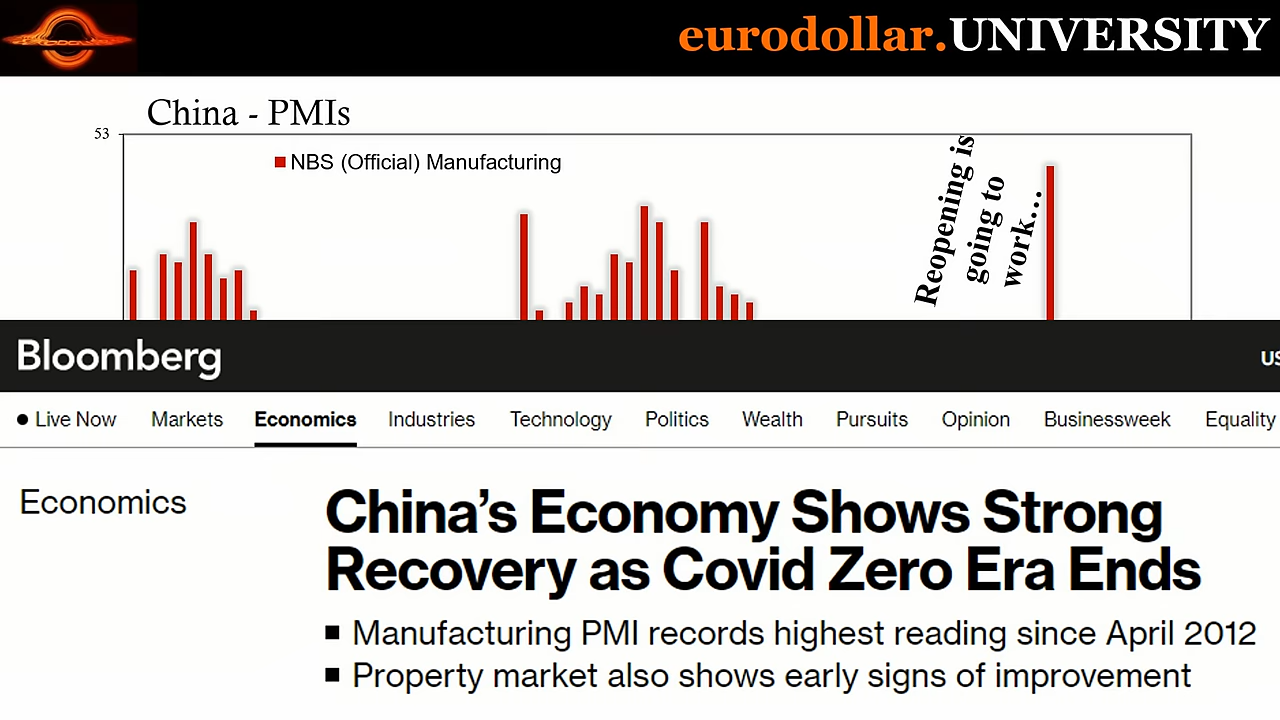 eurodollar.UNIVERSITY
China - PMIs
53
NBS (Official) Manufacturing
Reopening is
going to
work...
Bloomberg
US
Live Now Markets Economics Industries Technology Politics Wealth Pursuits Opinion Businessweek Equality
Economics
China's Economy Shows Strong
Recovery as Covid Zero Era Ends
Manufacturing PMI records highest reading since April 2012
Property market also shows early signs of improvement